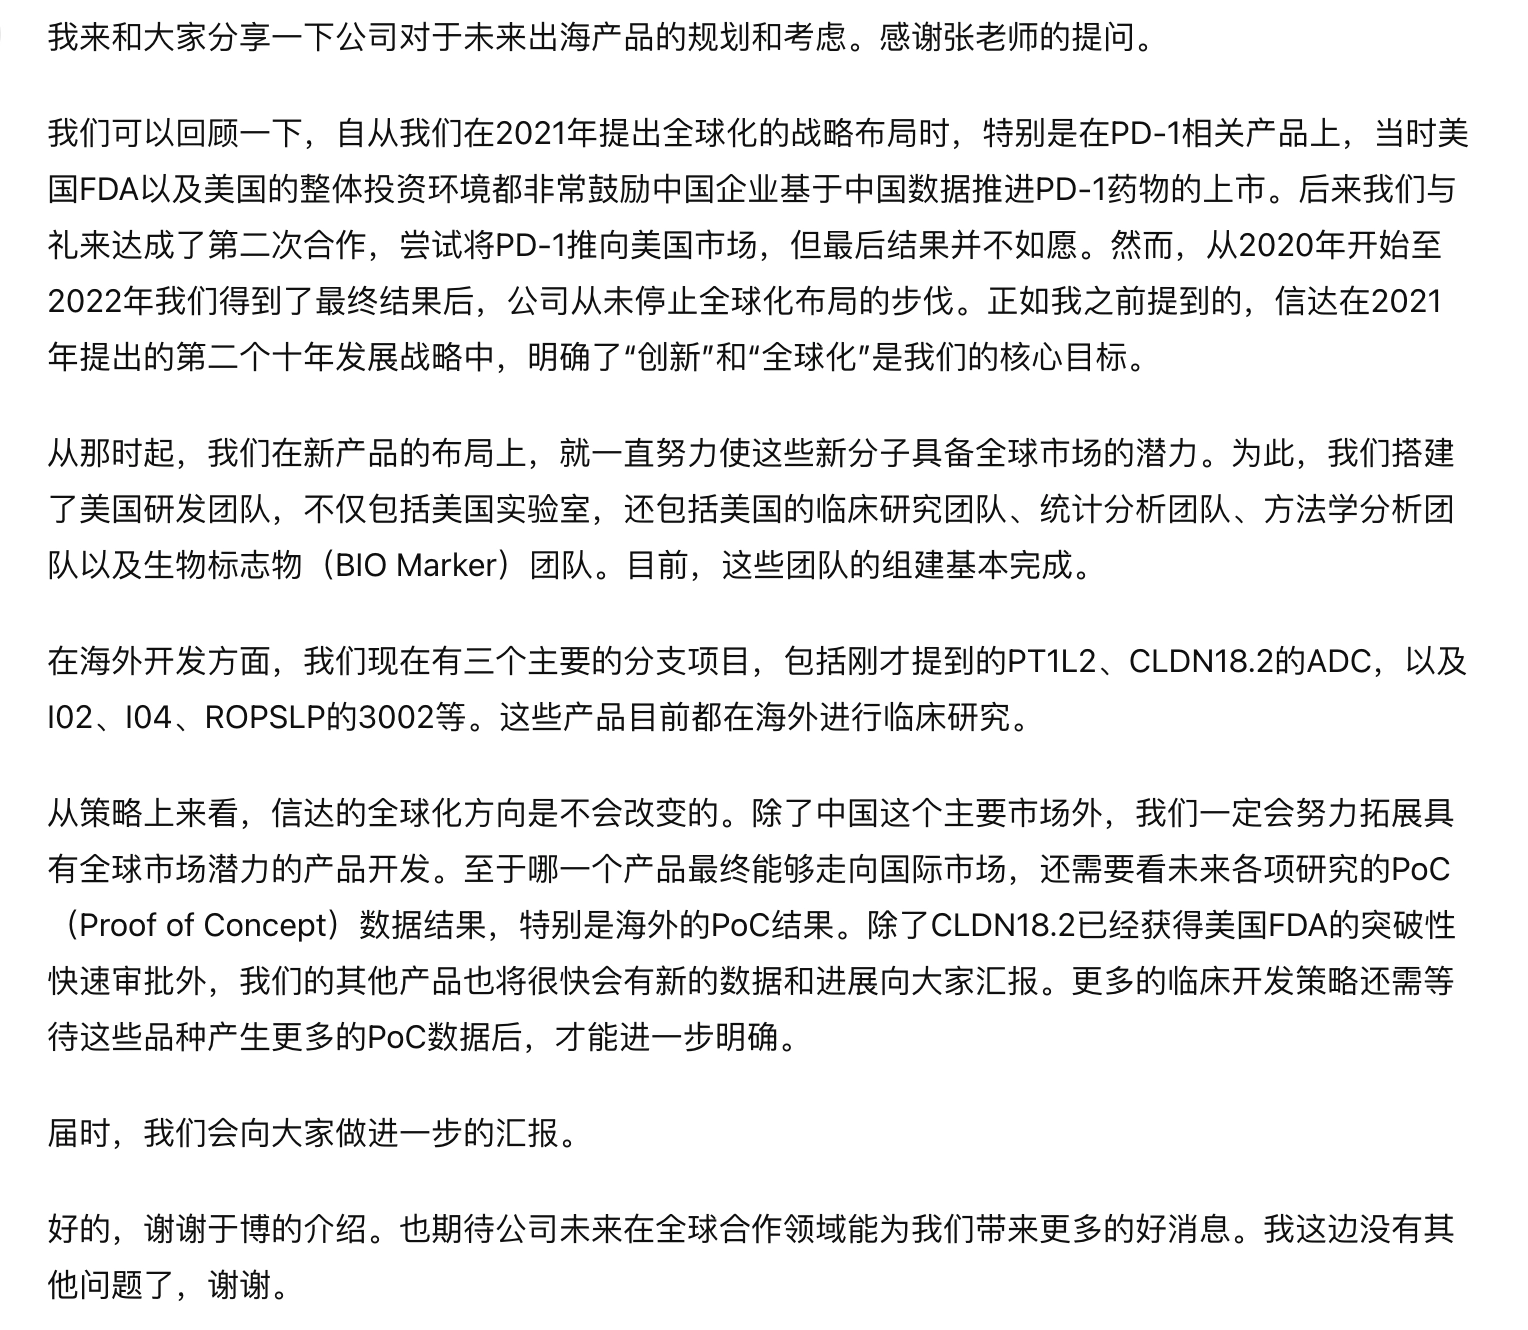 我来和大家分享一下公司对于未来出海产品的规划和考虑。感谢张老师的提问。
我们可以回顾一下，自从我们在2021年提出全球化的战略布局时，特别是在PD-1相关产品上，当时美
国FDA以及美国的整体投资环境都非常鼓励中国企业基于中国数据推进PD-1药物的上市。后来我们与
礼来达成了第二次合作，尝试将PD-1推向美国市场，但最后结果并不如愿。然而，从2020年开始至
2022年我们得到了最终结果后，公司从未停止全球化布局的步伐。正如我之前提到的，信达在2021
年提出的第二个十年发展战略中，明确了“创新”和“全球化”是我们的核心目标。
从那时起，我们在新产品的布局上，就一直努力使这些新分子具备全球市场的潜力。为此，我们搭建
了美国研发团队，不仅包括美国实验室，还包括美国的临床研究团队、统计分析团队、方法学分析团
队以及生物标志物（BIO Marker）团队。目前，这些团队的组建基本完成。
在海外开发方面，我们现在有三个主要的分支项目，包括刚才提到的PT1L2、CLDN18.2的ADC，以及
I02、I04、ROPSLP的3002等。这些产品目前都在海外进行临床研究。
从策略上来看，信达的全球化方向是不会改变的。除了中国这个主要市场外，我们一定会努力拓展具
有全球市场潜力的产品开发。至于哪一个产品最终能够走向国际市场，还需要看未来各项研究的PoC
（Proof of Concept）数据结果，特别是海外的PoC结果。除了CLDN18.2已经获得美国FDA的突破性
快速审批外，我们的其他产品也将很快会有新的数据和进展向大家汇报。更多的临床开发策略还需等
待这些品种产生更多的PoC数据后，才能进一步明确。
届时，我们会向大家做进一步的汇报。
好的，谢谢于博的介绍。也期待公司未来在全球合作领域能为我们带来更多的好消息。我这边没有其
他问题了，谢谢。